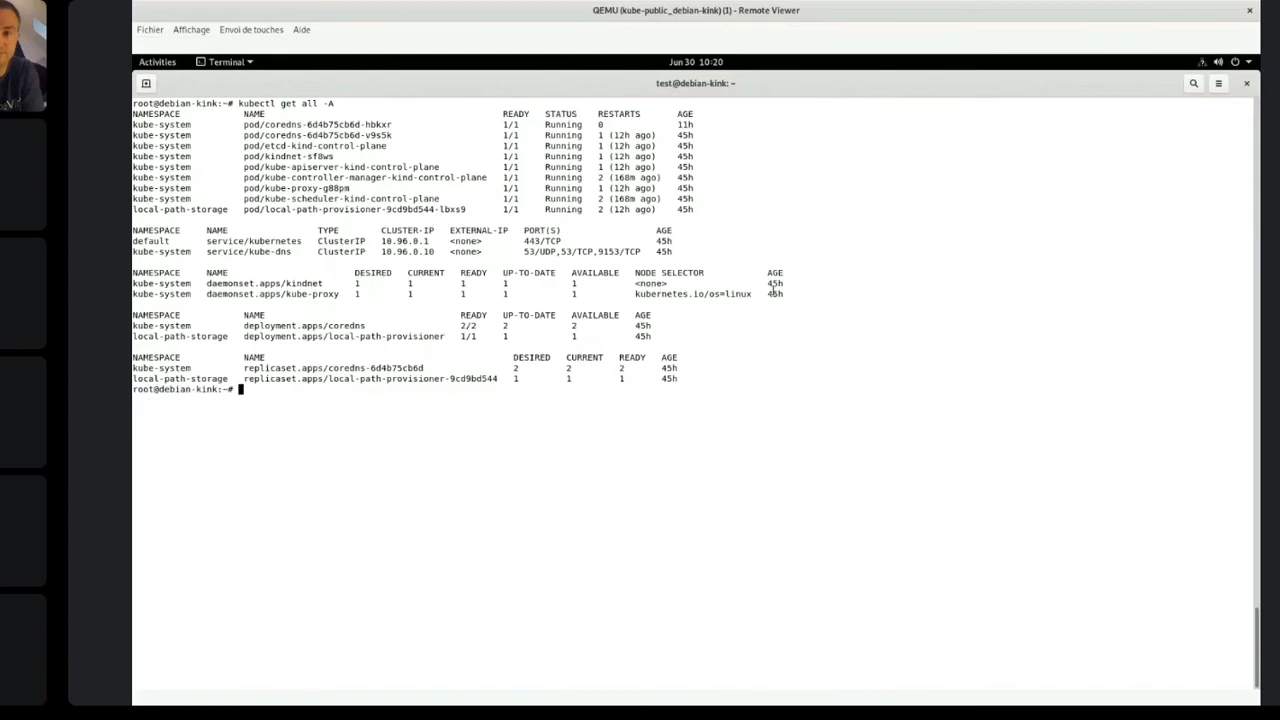 QEMU (kube-public_debian-kink) (1) - Remote Viewer
Fichier Affichage Envoi de touches Aide
Activities Terminal Jun 30 10:20
test@debian-kink: ~
root@debian-kink:~# kubectl get all -A
NAMESPACE NAME READY STATUS RESTARTS AGE
kube-system pod/coredns-6d4b75cb6d-hbkxr 1/1 Running 0 11h
kube-system pod/coredns-6d4b75cb6d-v9s5k 1/1 Running 1 (12h ago) 45h
kube-system pod/etcd-kind-control-plane 1/1 Running 1 (12h ago) 45h
kube-system pod/kindnet-sf8ws 1/1 Running 1 (12h ago) 45h
kube-system pod/kube-apiserver-kind-control-plane 1/1 Running 1 (12h ago) 45h
kube-system pod/kube-controller-manager-kind-control-plane 1/1 Running 2 (168m ago) 45h
kube-system pod/kube-proxy-g88pm 1/1 Running 1 (12h ago) 45h
kube-system pod/kube-scheduler-kind-control-plane 1/1 Running 2 (168m ago) 45h
local-path-storage pod/local-path-provisioner-9cd9bd544-lbxs9 1/1 Running 2 (12h ago) 45h
NAMESPACE NAME TYPE CLUSTER-IP EXTERNAL-IP PORT(S) AGE
default service/kubernetes ClusterIP 10.96.0.1 <none> 443/TCP 45h
kube-system service/kube-dns ClusterIP 10.96.0.10 <none> 53/UDP,53/TCP,9153/TCP 45h
NAMESPACE NAME DESIRED CURRENT READY UP-TO-DATE AVAILABLE NODE SELECTOR AGE
kube-system daemonset.apps/kindnet 1 1 1 1 1 <none> 45h
kube-system daemonset.apps/kube-proxy 1 1 1 1 1 kubernetes.io/os=linux 45h
NAMESPACE NAME READY UP-TO-DATE AVAILABLE AGE
kube-system deployment.apps/coredns 2/2 2 2 45h
local-path-storage deployment.apps/local-path-provisioner 1/1 1 1 45h
NAMESPACE NAME DESIRED CURRENT READY AGE
kube-system replicaset.apps/coredns-6d4b75cb6d 2 2 2 45h
local-path-storage replicaset.apps/local-path-provisioner-9cd9bd544 1 1 1 45h
root@debian-kink:~#